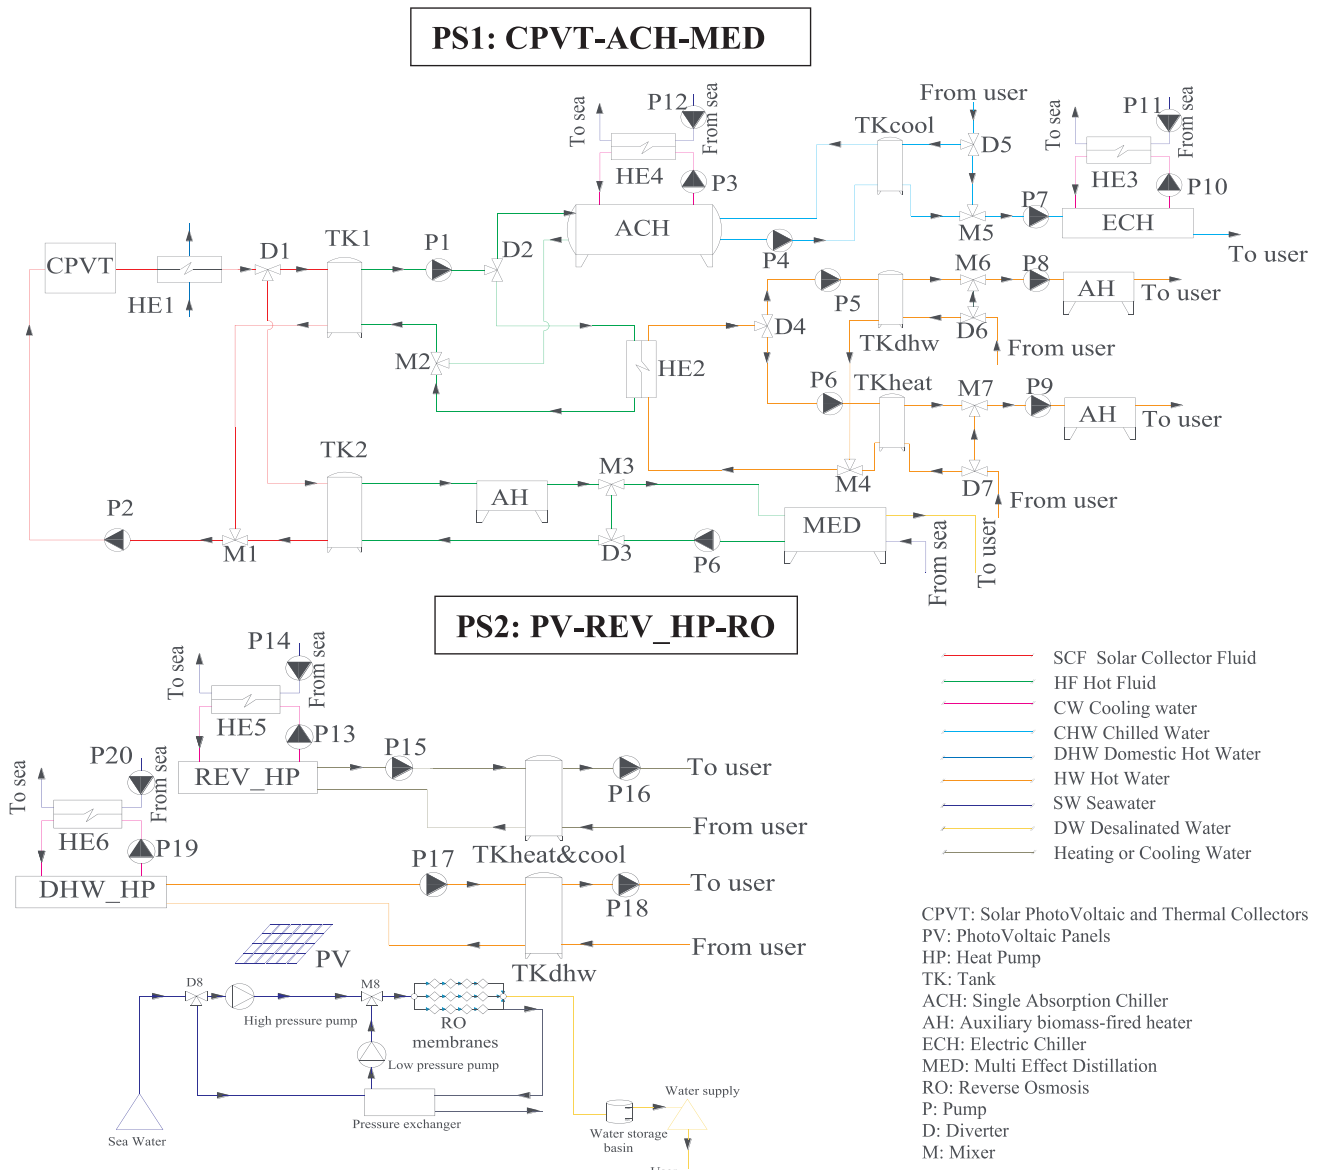 PS1: CPVT-ACH-MED
To sea
P12
From sea
HE4
P3
ACH
P4
From user
TKcool
D5
M5
P7
To sea
P11
From sea
HE3
P10
ECH
To user
CPVT
HE1
D1
TK1
P1
D2
M2
HE2
D4
P5
TKdhw
M6
D6
P8
AH
To user
From user
P6
TKheat
M7
P9
AH
To user
M4
D7
From user
TK2
AH
M3
MED
P2
M1
D3
P6
From sea
To user
PS2: PV-REV_HP-RO
To sea
P14
From sea
HE5
P13
REV_HP
P15
P16
To user
From user
TKheat&cool
To sea
P20
From sea
HE6
P19
DHW_HP
P17
P18
To user
From user
TKdhw
PV
D8
M8
High pressure pump
RO
membranes
Low pressure pump
Pressure exchanger
Sea Water
Water supply
Water storage
basin
SCF Solar Collector Fluid
HF Hot Fluid
CW Cooling water
CHW Chilled Water
DHW Domestic Hot Water
HW Hot Water
SW Seawater
DW Desalinated Water
Heating or Cooling Water
CPVT: Solar PhotoVoltaic and Thermal Collectors
PV: PhotoVoltaic Panels
HP: Heat Pump
TK: Tank
ACH: Single Absorption Chiller
AH: Auxiliary biomass-fired heater
ECH: Electric Chiller
MED: Multi Effect Distillation
RO: Reverse Osmosis
P: Pump
D: Diverter
M: Mixer